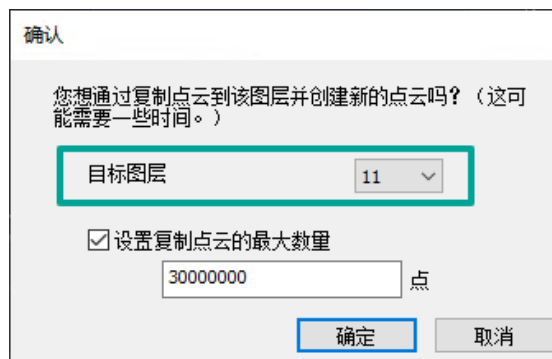 确认
您想通过复制点云到该图层并创建新的点云吗？（这可
能需要一些时间。）
目标图层 11
设置复制点云的最大数量
30000000 点
确定 取消